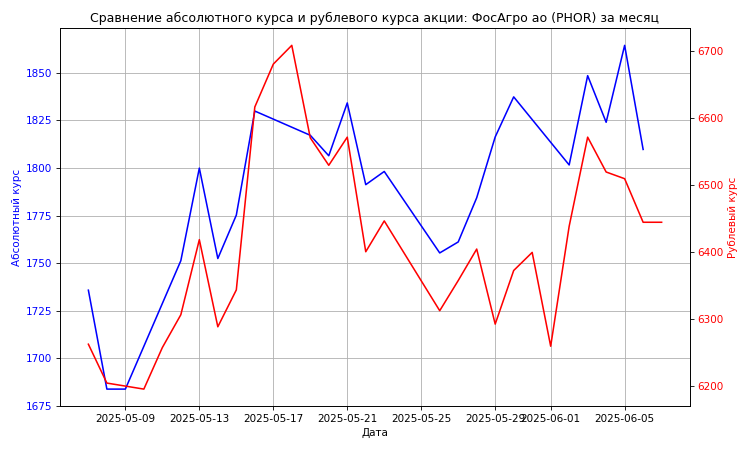 Сравнение абсолютного курса и рублевого курса акции: ФосАгро ао (PHOR) за месяц
1850
1825
1800
1775
1750
1725
1700
1675
Абсолютный курс
6700
6600
6500
6400
6300
6200
Рублевый курс
2025-05-09 2025-05-13 2025-05-17 2025-05-21 2025-05-25 2025-05-29 2025-06-01 2025-06-05
Дата